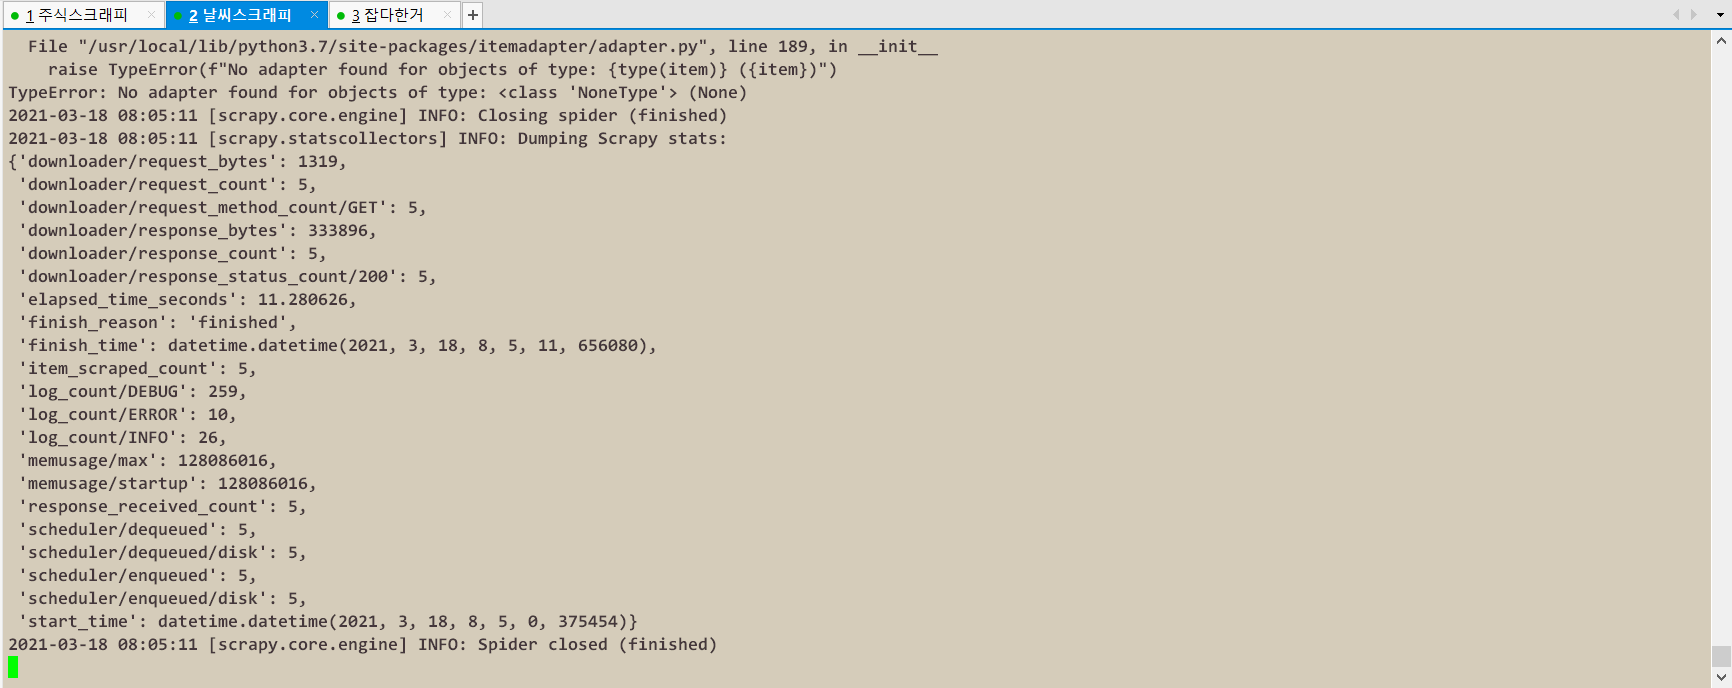 1 주식스크래피 × 2 날씨스크래피 × 3 잡다한거 × +
File "/usr/local/lib/python3.7/site-packages/itemadapter/adapter.py", line 189, in __init__
raise TypeError(f"No adapter found for objects of type: {type(item)} ({item})")
TypeError: No adapter found for objects of type: <class 'NoneType'> (None)
2021-03-18 08:05:11 [scrapy.core.engine] INFO: Closing spider (finished)
2021-03-18 08:05:11 [scrapy.statscollectors] INFO: Dumping Scrapy stats:
{'downloader/request_bytes': 1319,
'downloader/request_count': 5,
'downloader/request_method_count/GET': 5,
'downloader/response_bytes': 333896,
'downloader/response_count': 5,
'downloader/response_status_count/200': 5,
'elapsed_time_seconds': 11.280626,
'finish_reason': 'finished',
'finish_time': datetime.datetime(2021, 3, 18, 8, 5, 11, 656080),
'item_scraped_count': 5,
'log_count/DEBUG': 259,
'log_count/ERROR': 10,
'log_count/INFO': 26,
'memusage/max': 128086016,
'memusage/startup': 128086016,
'response_received_count': 5,
'scheduler/dequeued': 5,
'scheduler/dequeued/disk': 5,
'scheduler/enqueued': 5,
'scheduler/enqueued/disk': 5,
'start_time': datetime.datetime(2021, 3, 18, 8, 5, 0, 375454)}
2021-03-18 08:05:11 [scrapy.core.engine] INFO: Spider closed (finished)